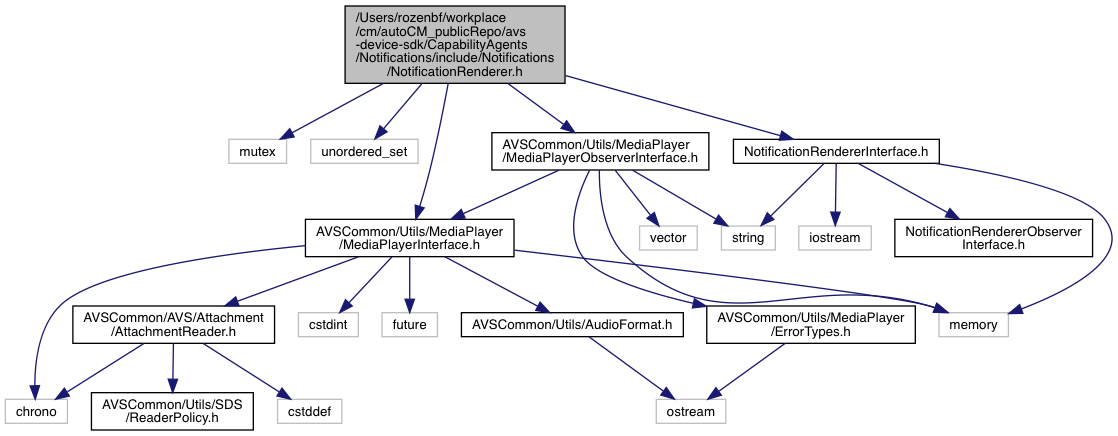 /Users/rozenbf/workplace
/cm/autoCM_publicRepo/avs
-device-sdk/CapabilityAgents
/Notifications/include/Notifications
/NotificationRenderer.h
mutex
unordered_set
AVSCommon/Utils/MediaPlayer
/MediaPlayerObserverInterface.h
NotificationRendererInterface.h
AVSCommon/Utils/MediaPlayer
/MediaPlayerInterface.h
vector
string
iostream
NotificationRendererObserver
Interface.h
AVSCommon/AVS/Attachment
/AttachmentReader.h
cstdint
future
AVSCommon/Utils/AudioFormat.h
AVSCommon/Utils/MediaPlayer
/ErrorTypes.h
memory
chrono
AVSCommon/Utils/SDS
/ReaderPolicy.h
cstddef
ostream